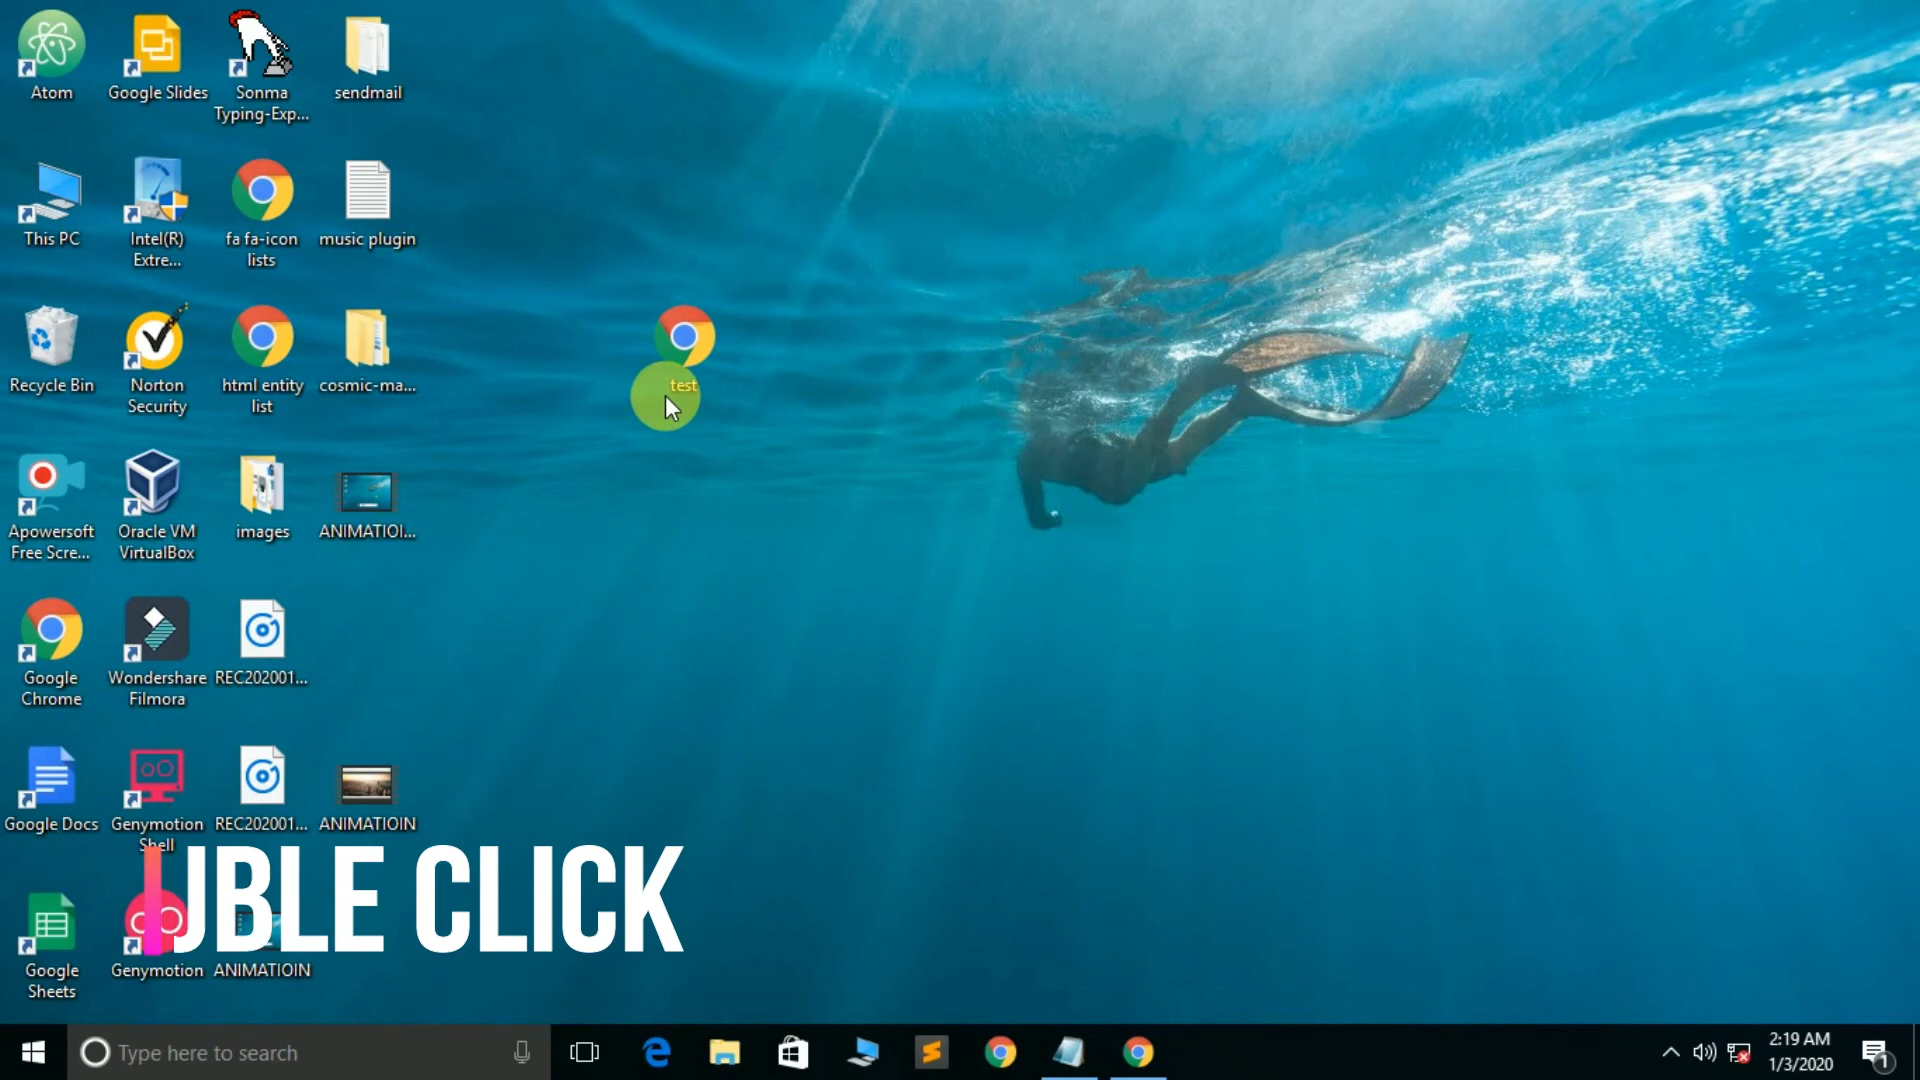 Atom
Google Slides
Sonma
Typing-Exp...
sendmail
This PC
Intel(R)
Extre...
fa fa-icon
lists
music plugin
Recycle Bin
Norton
Security
html entity
list
cosmic-ma...
test
Apowersoft
Free Scre...
Oracle VM
VirtualBox
images
ANIMATIOI...
Google
Chrome
Wondershare
Filmora
REC202001...
Google Docs
Genymotion
Shell
REC202001...
ANIMATIOIN
BLE CLICK
Google
Sheets
Genymotion
ANIMATIOIN
Type here to search
2:19 AM
1/3/2020
1